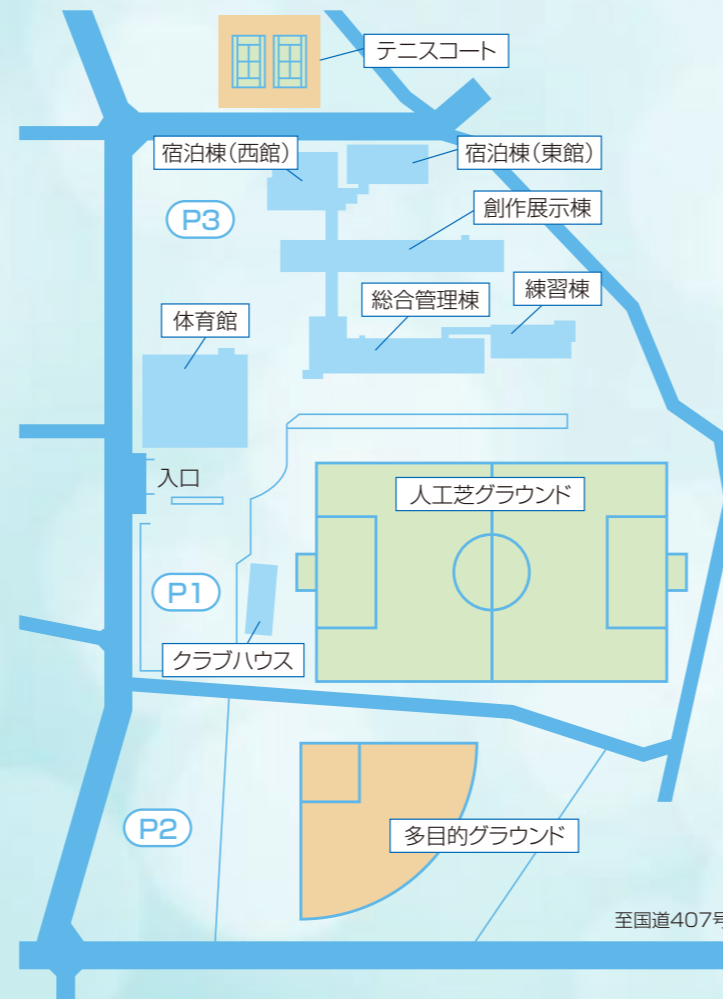 テニスコート
宿泊棟(西館)
宿泊棟(東館)
創作展示棟
P3
総合管理棟
練習棟
体育館
入口
人工芝グラウンド
P1
クラブハウス
P2
多目的グラウンド
至国道407号